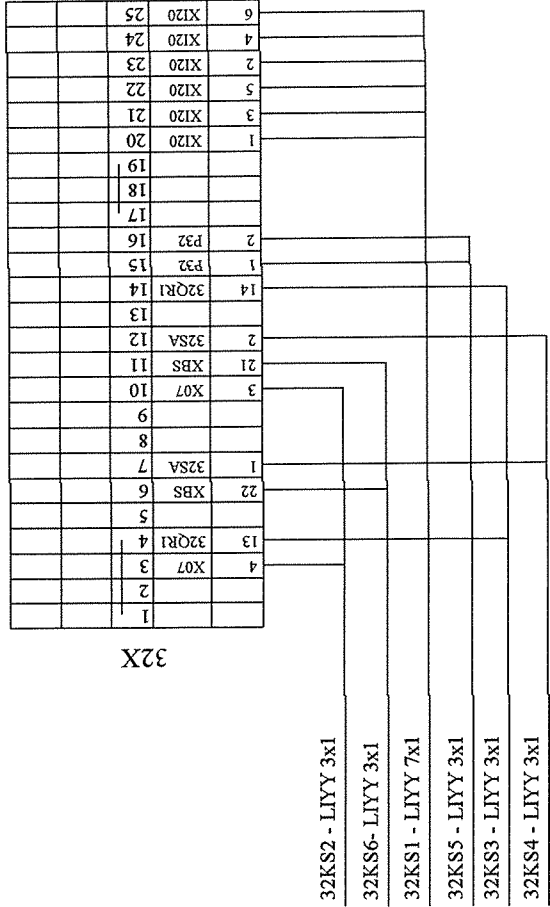 32X
1
2
4 X07 3
13 32QR1 4
5
22 XBS 6
1 32SA 7
8
9
3 X07 10
21 XBS 11
2 32SA 12
13
14 32QR1 14
1 P32 15
2 P32 16
17
18
19
1 XI20 20
3 XI20 21
5 XI20 22
2 XI20 23
4 XI20 24
6 XI20 25
32KS2 - LIYY 3x1
32KS6- LIYY 3x1
32KS1 - LIYY 7x1
32KS5 - LIYY 3x1
32KS3 - LIYY 3x1
32KS4 - LIYY 3x1